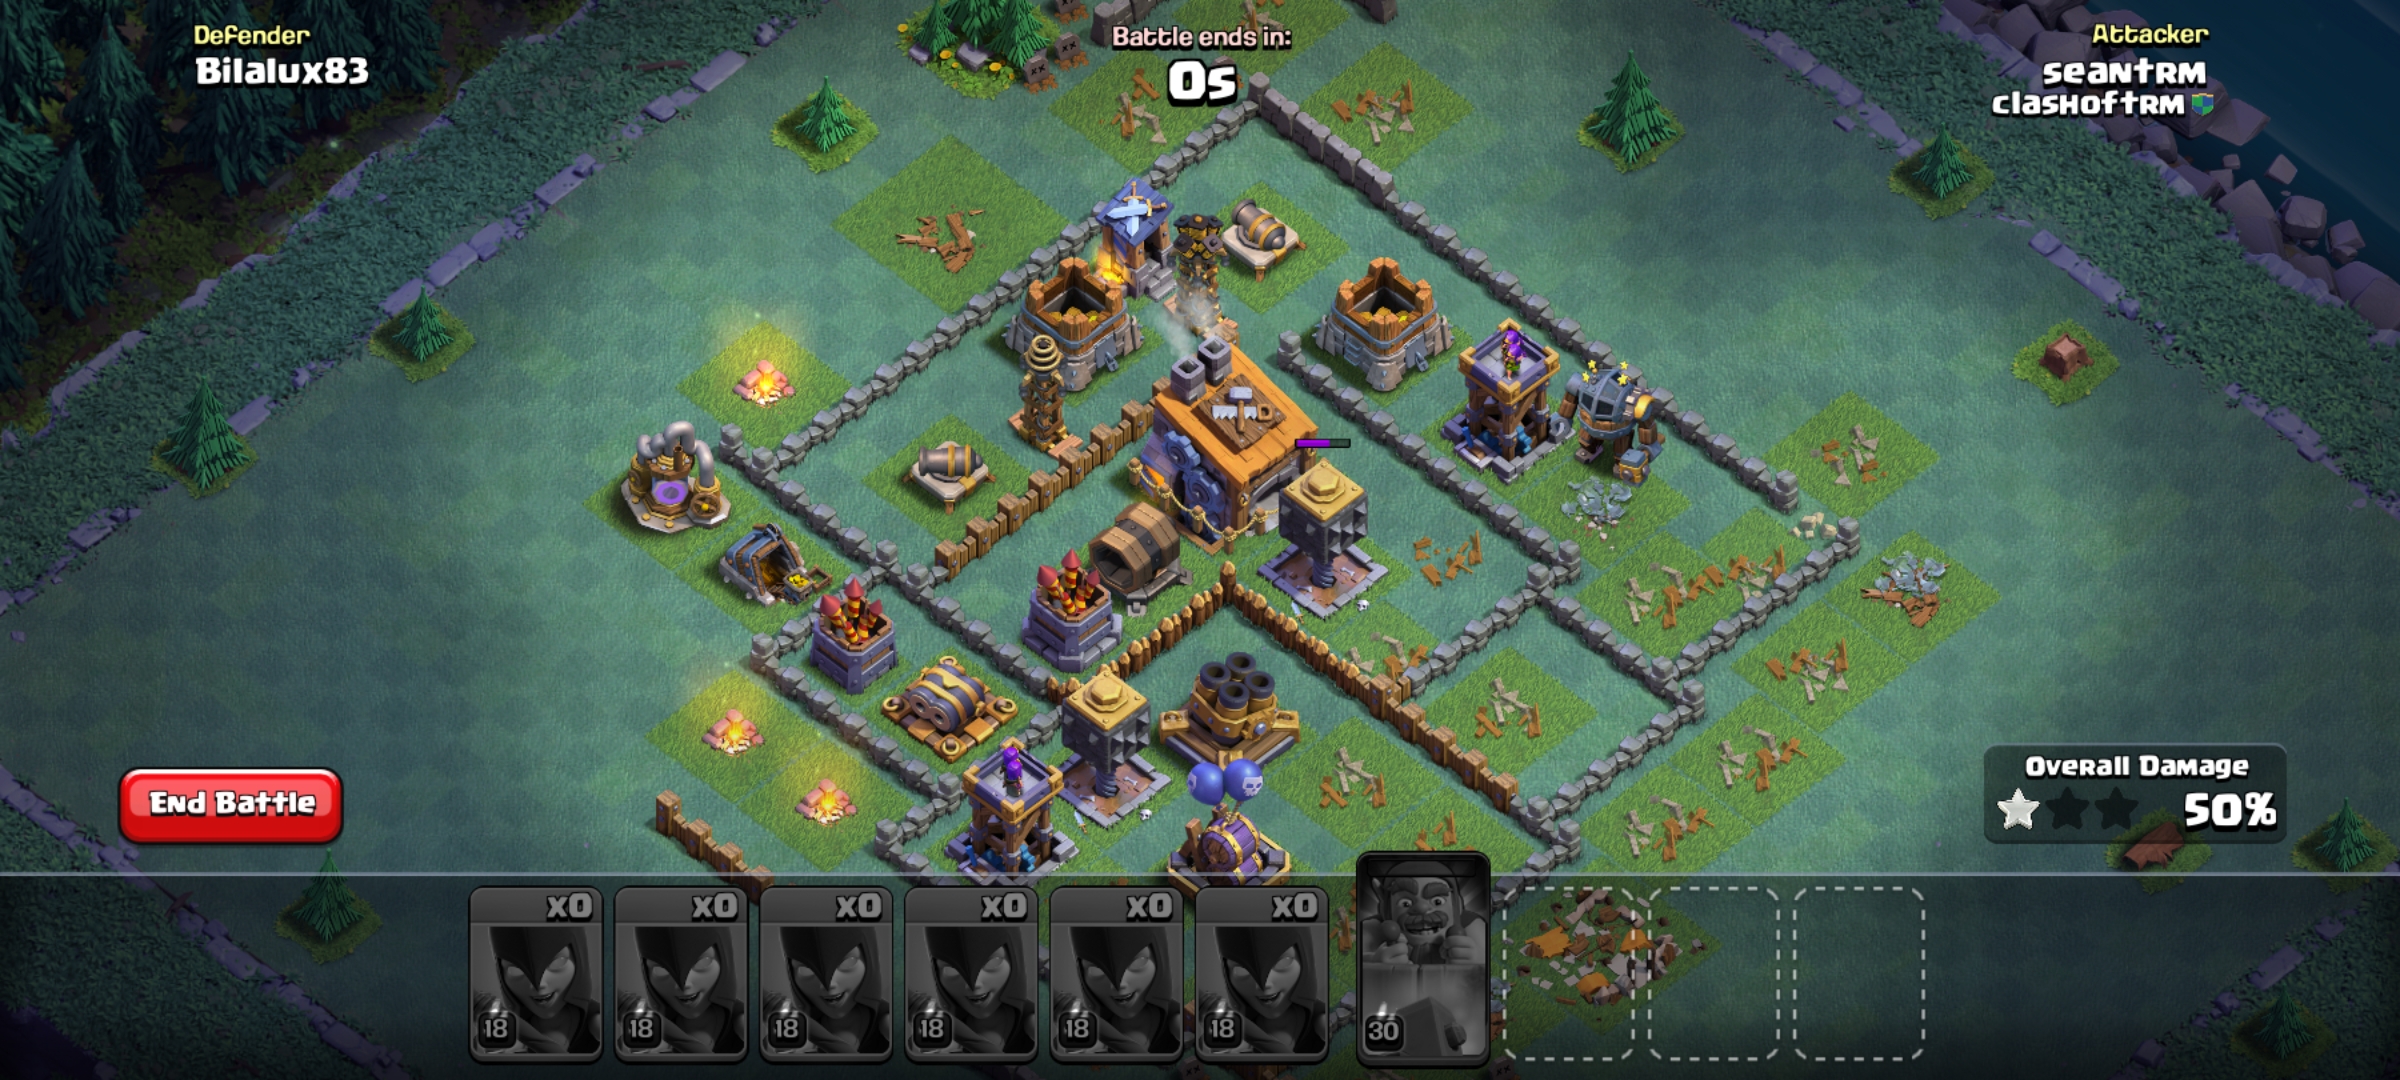 Defender
Bilalux83
Battle ends in:
0s
Attacker
seantRM
clashoftRM
End Battle
Overall Damage
50%
x0
x0
x0
x0
x0
x0
18
18
18
18
18
18
30